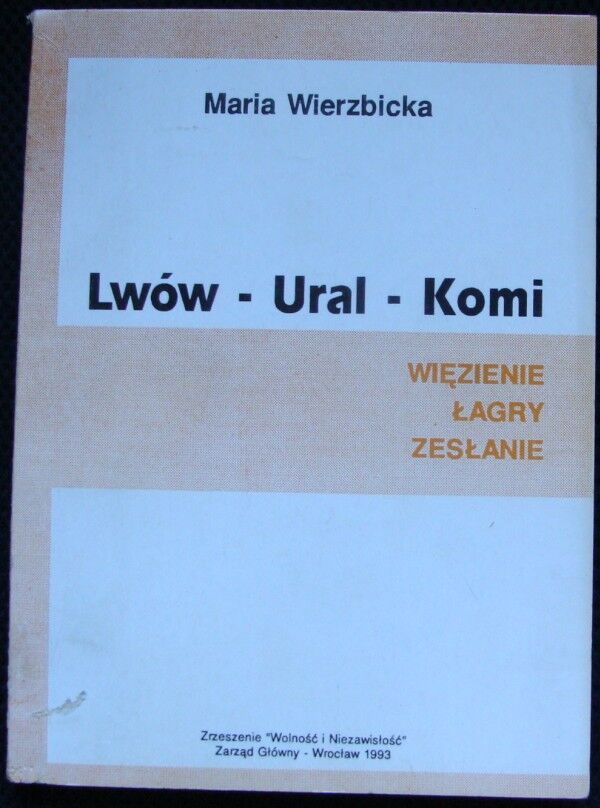 Maria Wierzbicka
Lwów - Ural - Komi
WIĘZIENIE
ŁAGRY
ZESŁANIE
Zrzeszenie "Wolność i Niezawisłość"
Zarząd Główny - Wrocław 1993